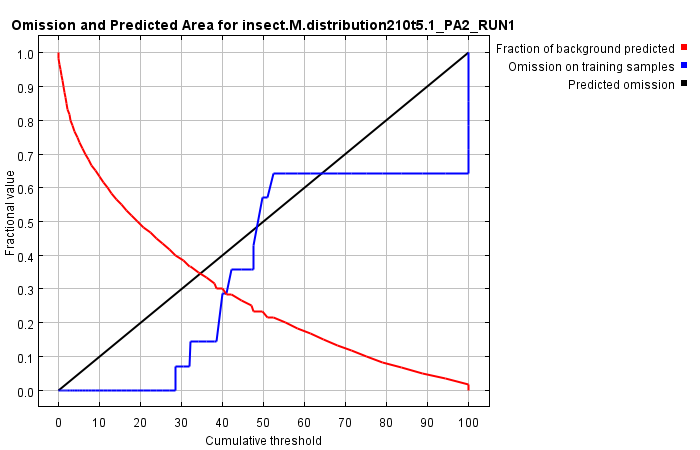 Omission and Predicted Area for insect.M.distribution210t5.1_PA2_RUN1
Fraction of background predicted
Omission on training samples
Predicted omission
Fractional value
1.0
0.9
0.8
0.7
0.6
0.5
0.4
0.3
0.2
0.1
0.0
0 10 20 30 40 50 60 70 80 90 100
Cumulative threshold